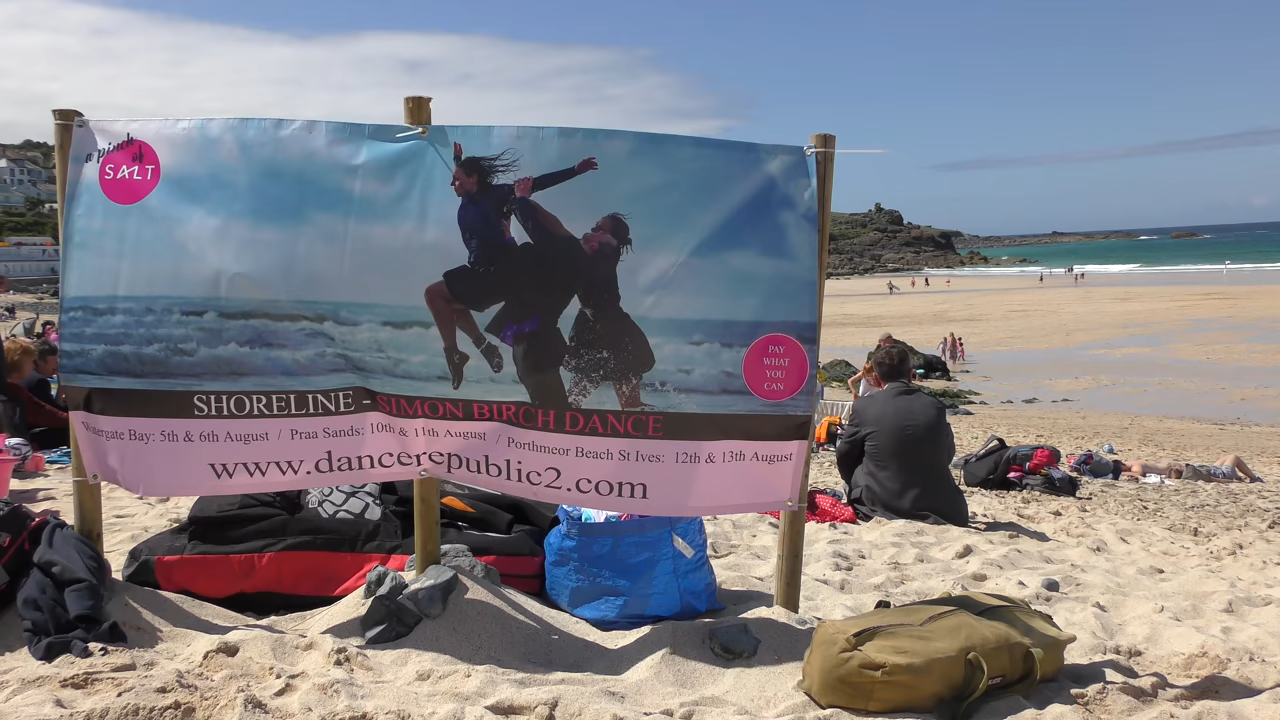 a pinch
of
SALT
PAY
WHAT
YOU
CAN
SHORELINE - SIMON BIRCH DANCE
Watergate Bay: 5th & 6th August / Praa Sands: 10th & 11th August / Porthmeor Beach St Ives: 12th & 13th August
www.dancerepublic2.com